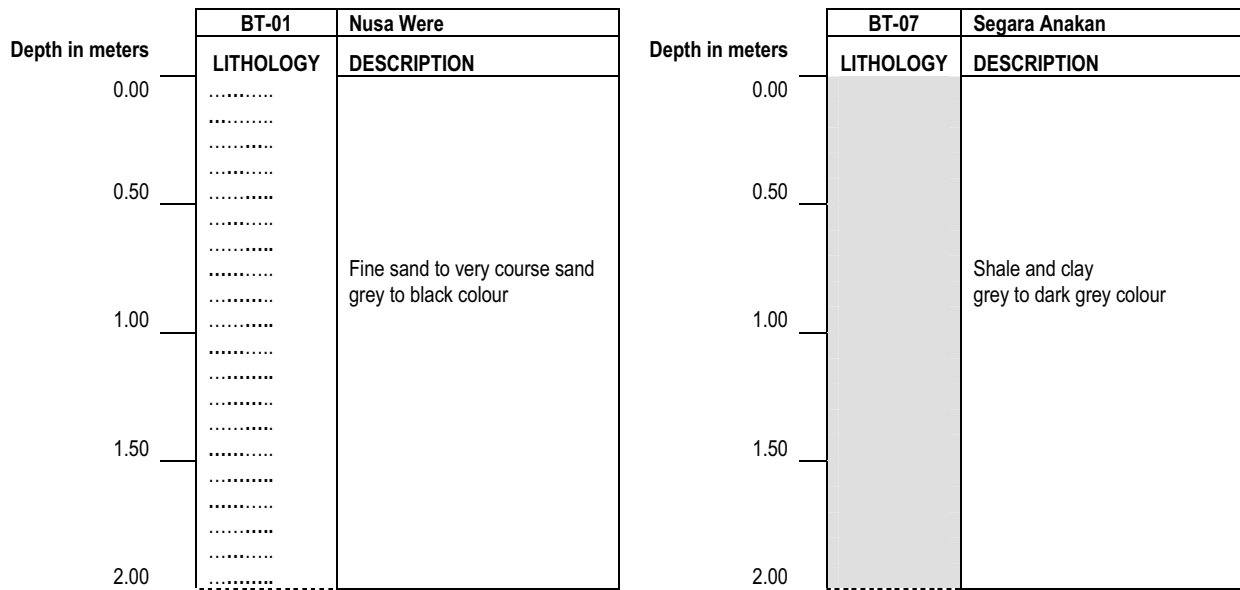 BT-01 Nusa Were
Depth in meters
LITHOLOGY DESCRIPTION
0.00
0.50
Fine sand to very course sand
grey to black colour
1.00
1.50
2.00
BT-07 Segara Anakan
Depth in meters
LITHOLOGY DESCRIPTION
0.00
0.50
Shale and clay
grey to dark grey colour
1.00
1.50
2.00